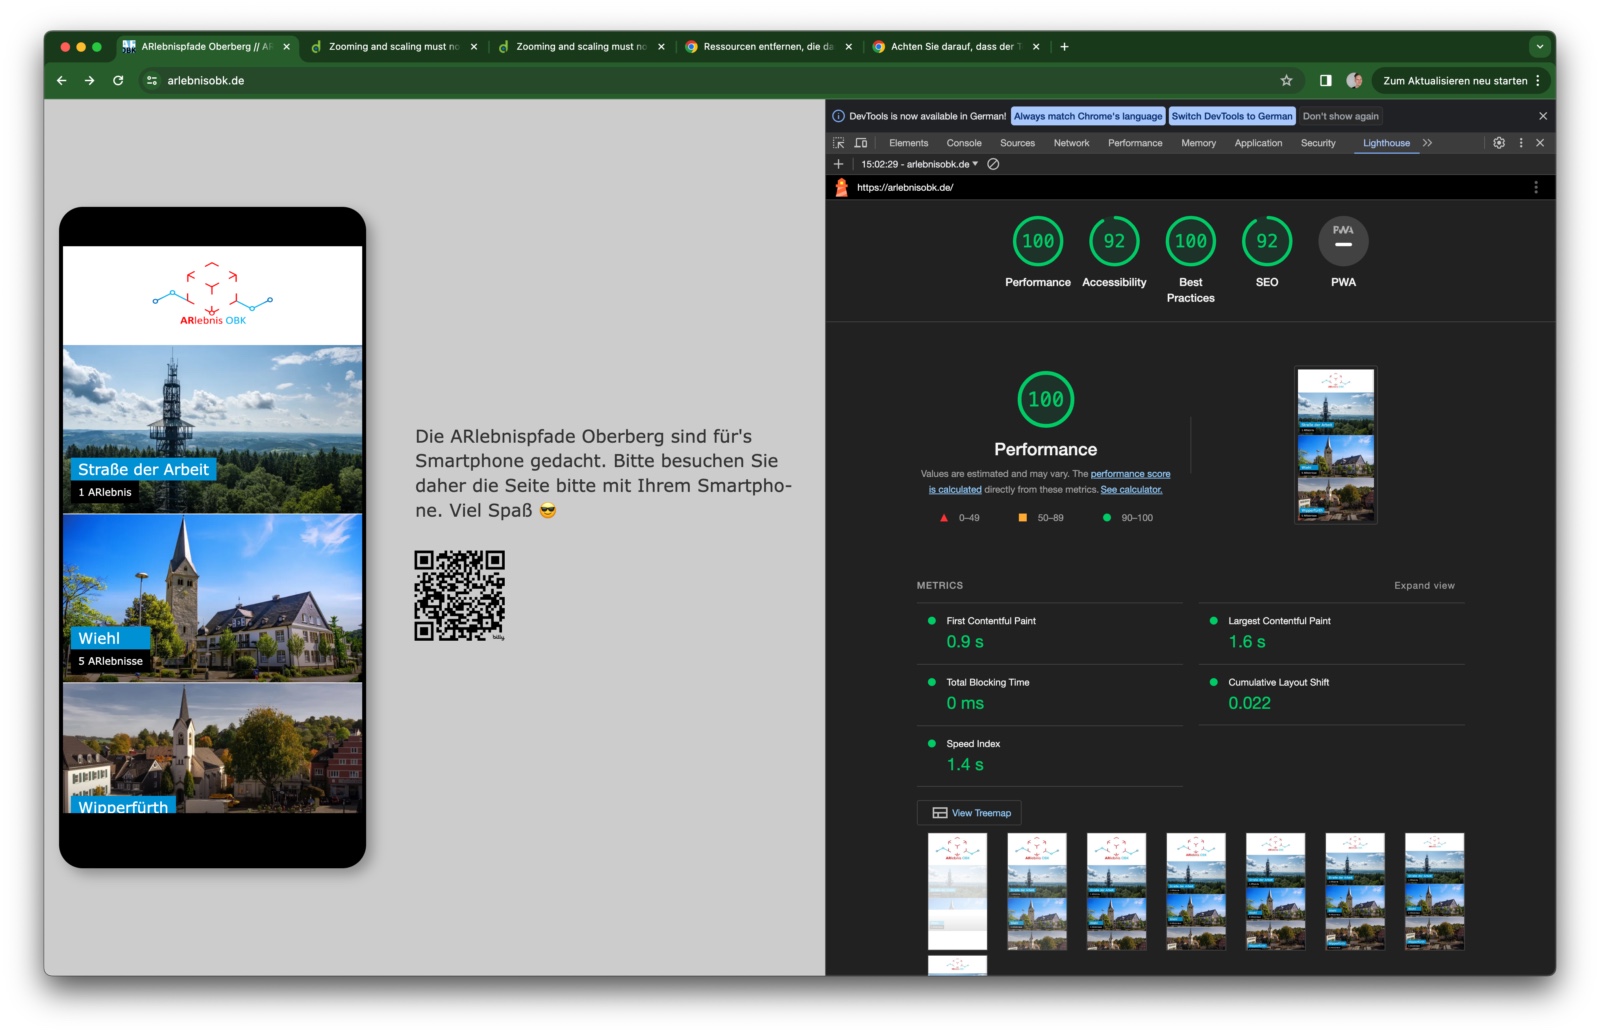 ARlebnispfade Oberberg // AR
Zooming and scaling must no
Zooming and scaling must no
Ressourcen entfernen, die da
Achten Sie darauf, dass der T
arlebnisobk.de
Zum Aktualisieren neu starten
DevTools is now available in German!
Always match Chrome's language
Switch DevTools to German
Don't show again
Elements
Console
Sources
Network
Performance
Memory
Application
Security
Lighthouse
15:02:29 - arlebnisobk.de
https://arlebnisobk.de/
100
92
100
92
PWA
Performance
Accessibility
Best
Practices
SEO
PWA
ARlebnis OBK
Straße der Arbeit
1 ARlebnis
Wiehl
5 ARlebnisse
Wipperfürth
Die ARlebnispfade Oberberg sind für's
Smartphone gedacht. Bitte besuchen Sie
daher die Seite bitte mit Ihrem Smartpho-
ne. Viel Spaß 😎
bitly
100
Performance
Values are estimated and may vary. The performance score
is calculated directly from these metrics. See calculator.
0–49
50–89
90–100
METRICS
Expand view
First Contentful Paint
0.9 s
Largest Contentful Paint
1.6 s
Total Blocking Time
0 ms
Cumulative Layout Shift
0.022
Speed Index
1.4 s
View Treemap